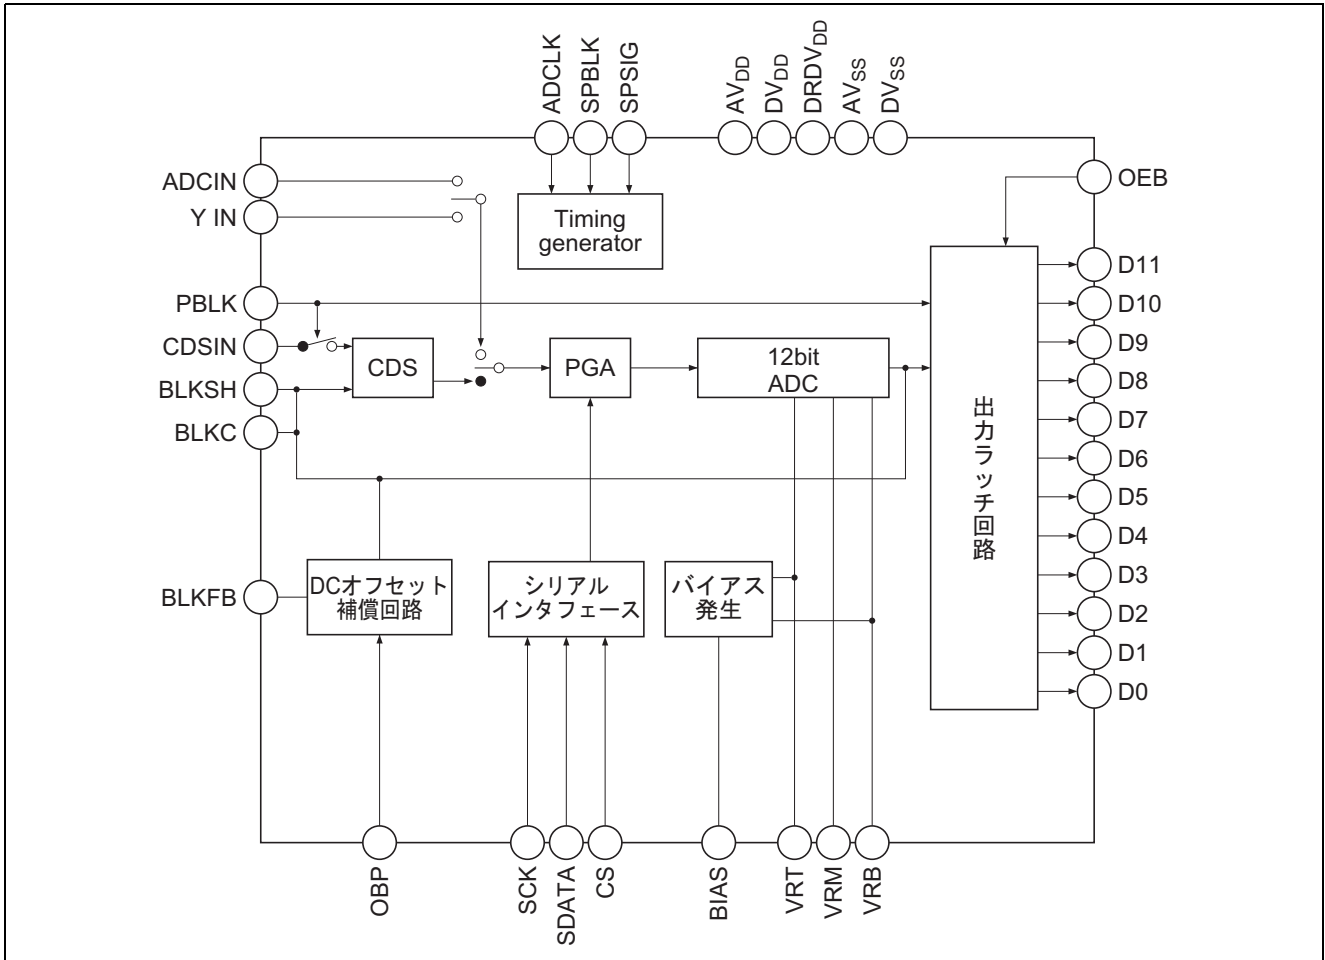 ADCLK
SPBLK
SPSIG
AVDD
DVDD
DRDVDD
AVSS
DVSS
ADCIN
Y IN
OEB
Timing
generator
PBLK
CDSIN
BLKSH
BLKC
CDS
PGA
12bit
ADC
出力ラッチ回路
D11
D10
D9
D8
D7
D6
D5
D4
D3
D2
D1
D0
BLKFB
DCオフセット
補償回路
シリアル
インタフェース
バイアス
発生
OBP
SCK
SDATA
CS
BIAS
VRT
VRM
VRB